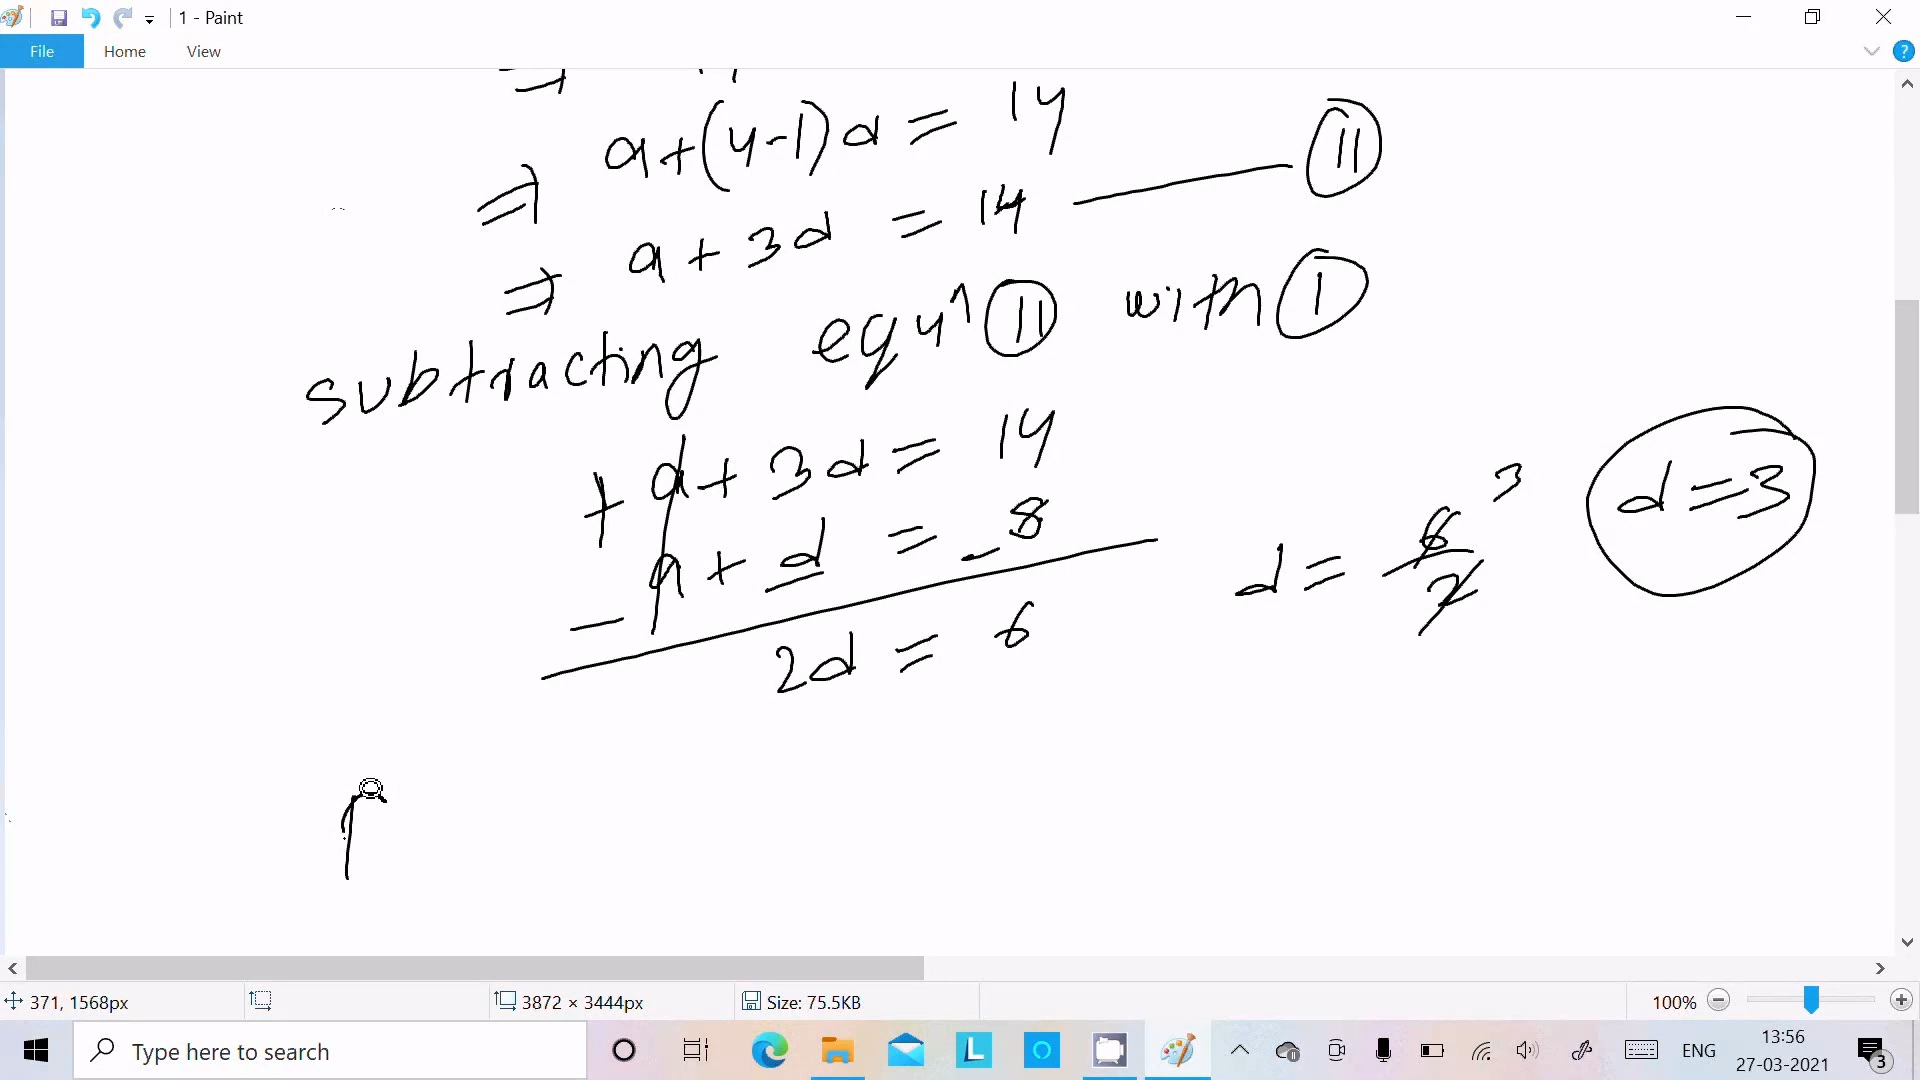 1 - Paint
File Home View
⇒ a+(4-1)d = 14 (II)
⇒ a + 3d = 14
subtracting equ^n (II) with (I)
+ a + 3d = 14
- a + d = - 8
2d = 6
d = 6/2 3
d = 3
371, 1568px 3872 × 3444px Size: 75.5KB 100%
Type here to search
ENG
13:56
27-03-2021
3